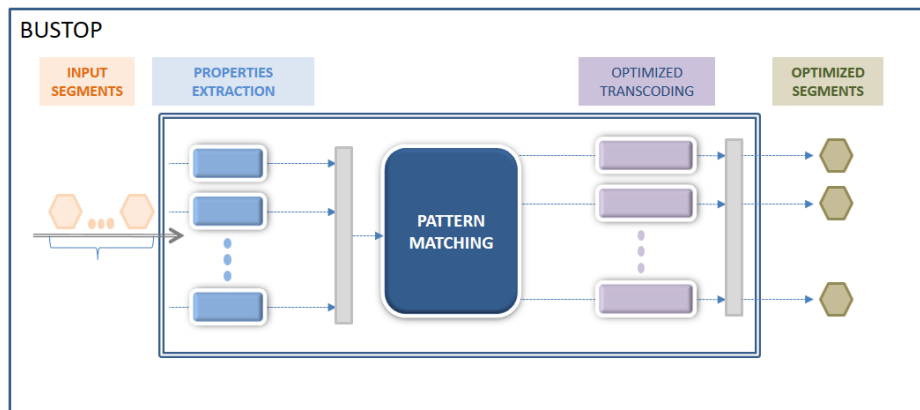 BUSTOP
INPUT
SEGMENTS
PROPERTIES
EXTRACTION
OPTIMIZED
TRANSCODING
OPTIMIZED
SEGMENTS
PATTERN
MATCHING